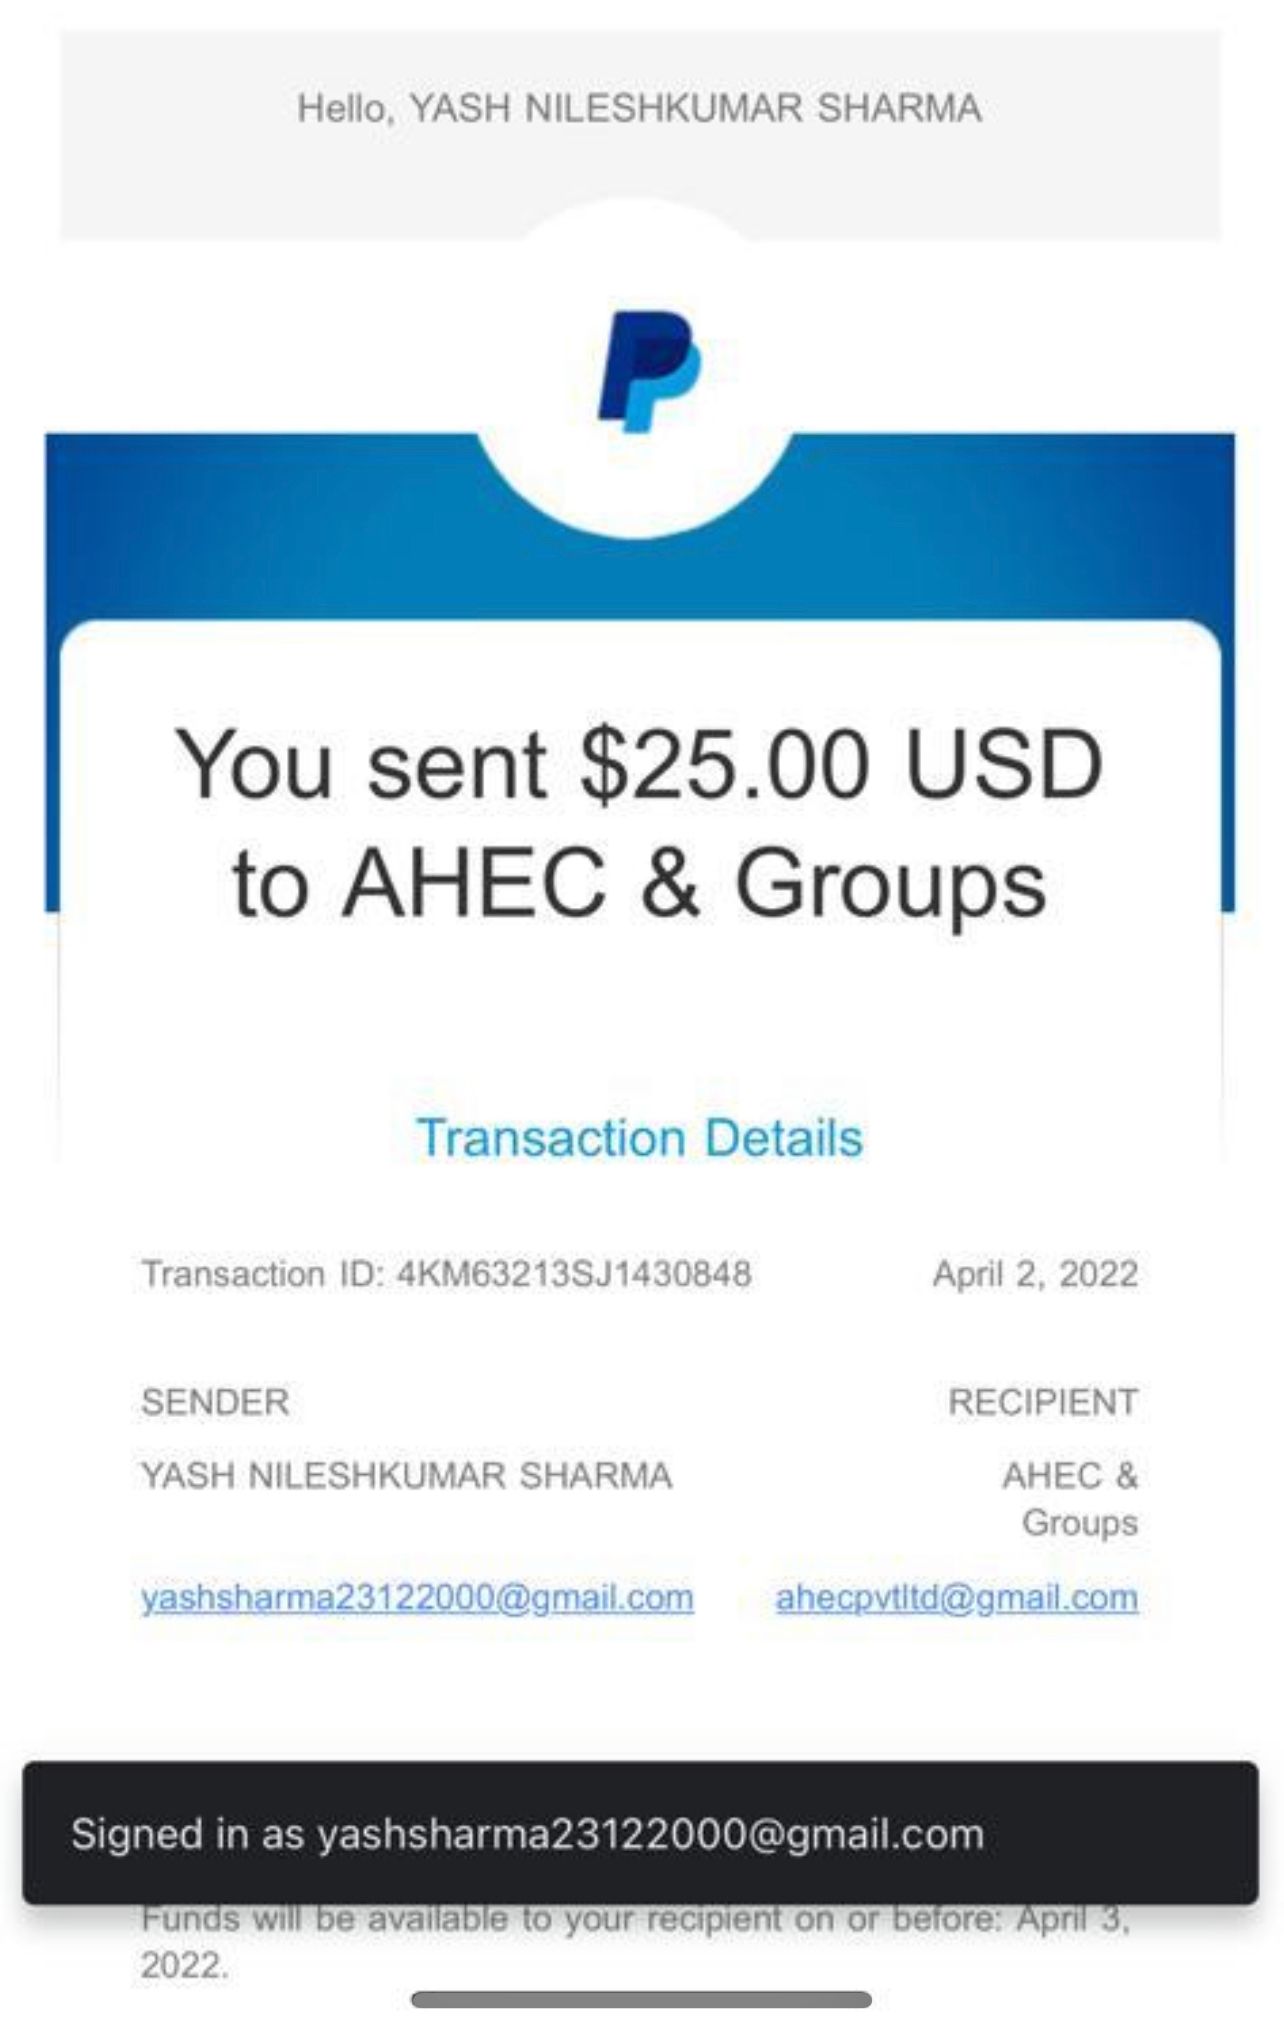 Hello, YASH NILESHKUMAR SHARMA
You sent $25.00 USD
to AHEC & Groups
Transaction Details
Transaction ID: 4KM63213SJ1430848 April 2, 2022
SENDER RECIPIENT
YASH NILESHKUMAR SHARMA AHEC &
Groups
yashsharma23122000@gmail.com ahecpvtltd@gmail.com
Signed in as yashsharma23122000@gmail.com
Funds will be available to your recipient on or before: April 3,
2022.